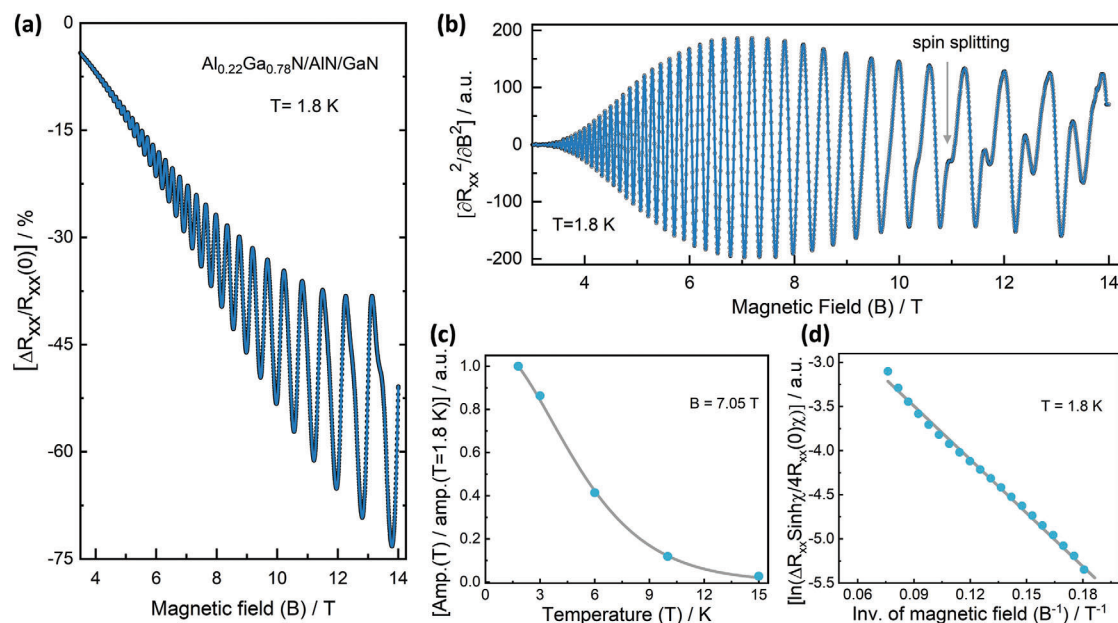 (a)
0
-15
-30
-45
-60
-75
4
6
8
10
12
14
[ΔRxx/Rxx(0)] / %
Magnetic field (B) / T
Al0.22Ga0.78N/AlN/GaN
T= 1.8 K
(b)
200
100
0
-100
-200
4
6
8
10
12
14
[∂Rxx²/∂B²] / a.u.
Magnetic Field (B) / T
spin splitting
T=1.8 K
(c)
1.0
0.8
0.6
0.4
0.2
0.0
0
3
6
9
12
15
[Amp.(T) / amp.(T=1.8 K)] / a.u.
Temperature (T) / K
B = 7.05 T
(d)
-3.0
-3.5
-4.0
-4.5
-5.0
-5.5
0.06
0.09
0.12
0.15
0.18
[ln(ΔRxxSinhχ/4Rxx(0)χ)] / a.u.
Inv. of magnetic field (B⁻¹) / T⁻¹
T = 1.8 K